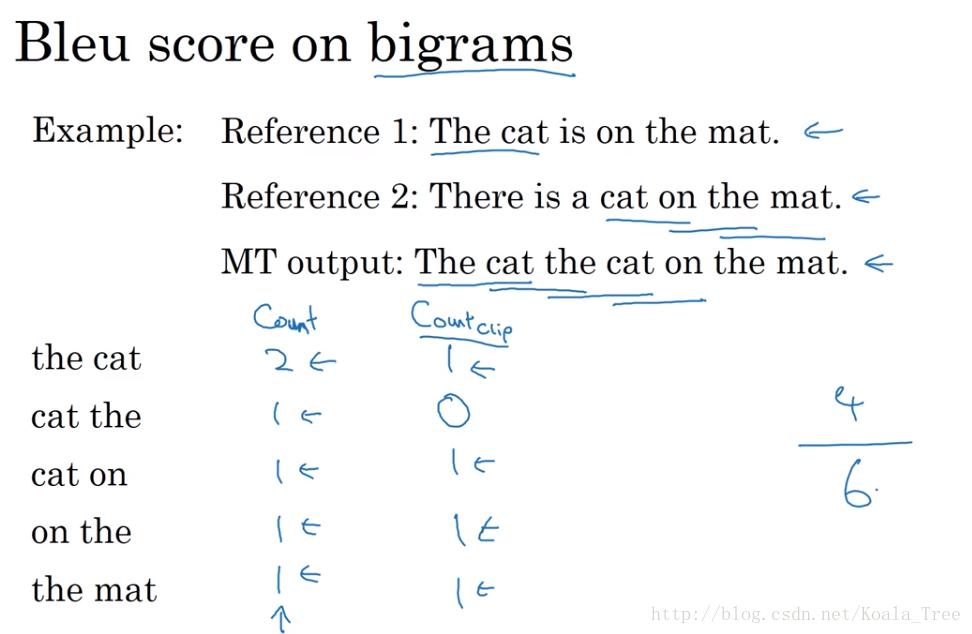 Bleu score on bigrams
Example: Reference 1: The cat is on the mat. ←
Reference 2: There is a cat on the mat. ←
MT output: The cat the cat on the mat. ←
Count Count clip
the cat 2 ← 1 ←
cat the 1 ← 0
cat on 1 ← 1 ←
on the 1 ← 1 ←
the mat 1 ← 1 ←
↑
4
6.
http://blog.csdn.net/Koala_Tree